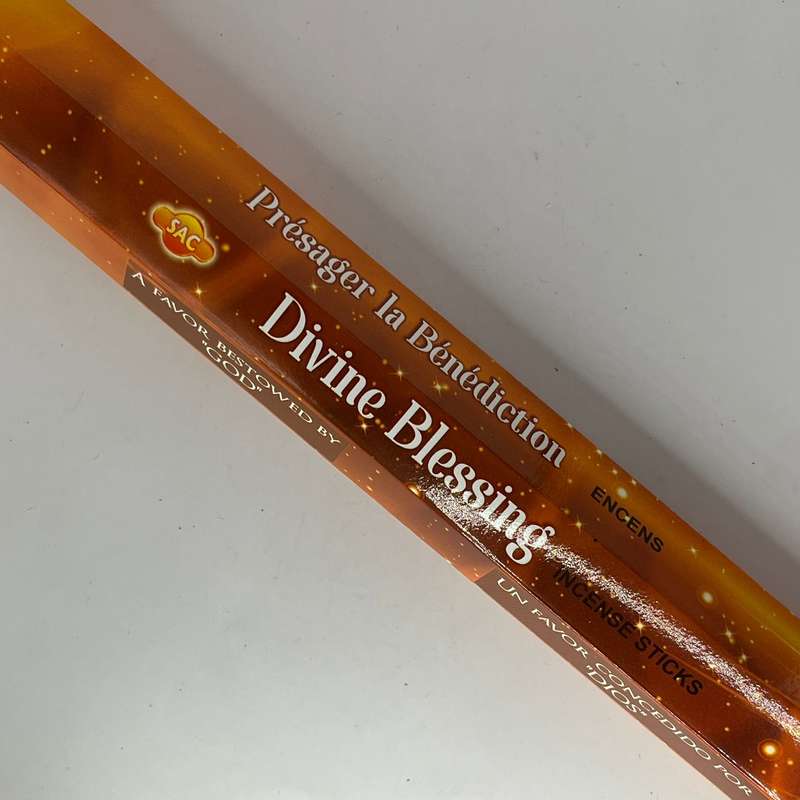 Présager la Bénédiction
ENCENS
SAC
Divine Blessing
INCENSE STICKS
A FAVOR BESTOWED BY
"GOD"
UN FAVOR CONCEDIDO POR
"DIOS"